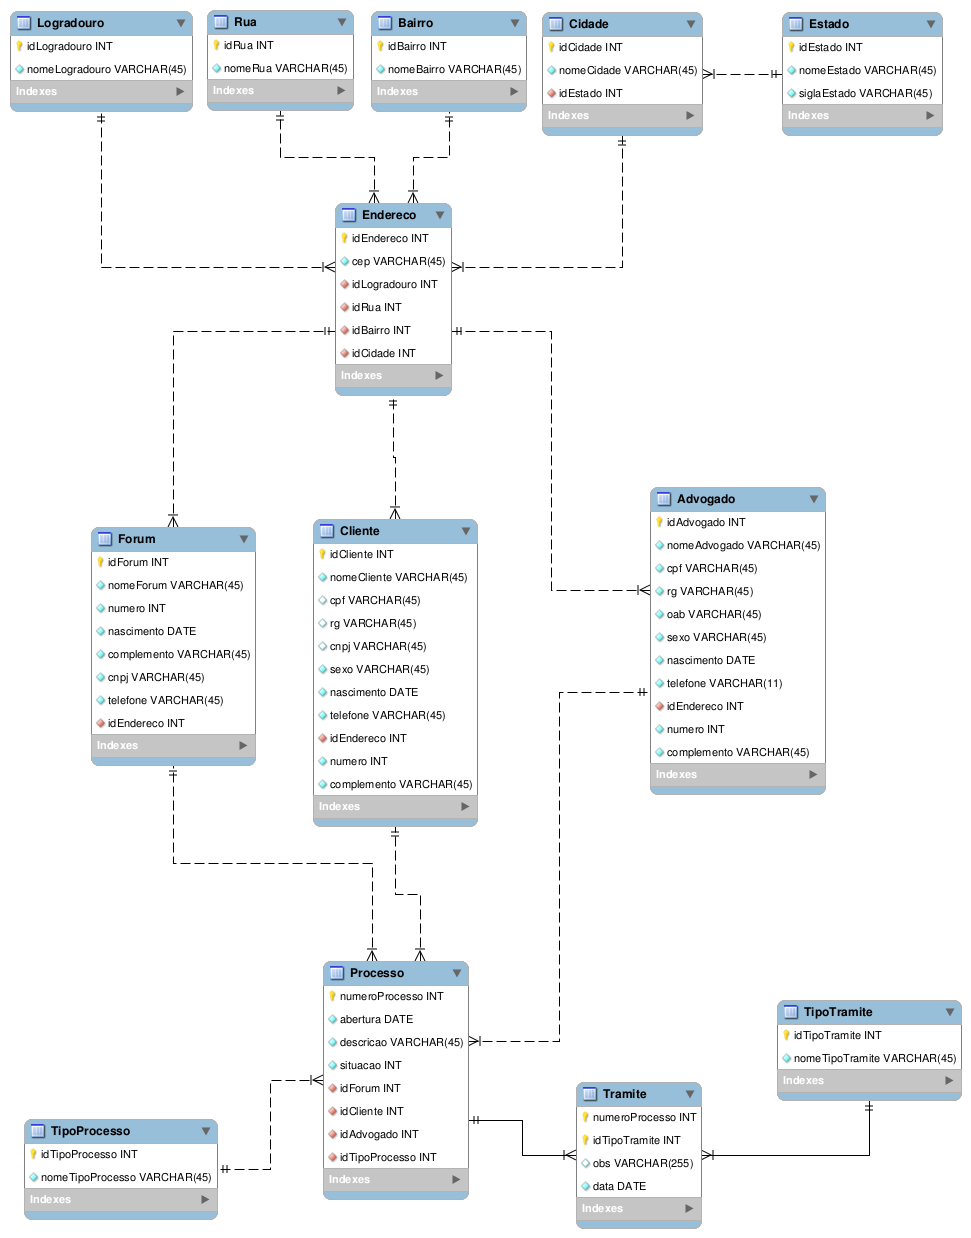 Logradouro
idLogradouro INT
nomeLogradouro VARCHAR(45)
Indexes
Rua
idRua INT
nomeRua VARCHAR(45)
Indexes
Bairro
idBairro INT
nomeBairro VARCHAR(45)
Indexes
Cidade
idCidade INT
nomeCidade VARCHAR(45)
idEstado INT
Indexes
Estado
idEstado INT
nomeEstado VARCHAR(45)
siglaEstado VARCHAR(45)
Indexes
Endereco
idEndereco INT
cep VARCHAR(45)
idLogradouro INT
idRua INT
idBairro INT
idCidade INT
Indexes
Forum
idForum INT
nomeForum VARCHAR(45)
numero INT
nascimento DATE
complemento VARCHAR(45)
cnpj VARCHAR(45)
telefone VARCHAR(45)
idEndereco INT
Indexes
Cliente
idCliente INT
nomeCliente VARCHAR(45)
cpf VARCHAR(45)
rg VARCHAR(45)
cnpj VARCHAR(45)
sexo VARCHAR(45)
nascimento DATE
telefone VARCHAR(45)
idEndereco INT
numero INT
complemento VARCHAR(45)
Indexes
Advogado
idAdvogado INT
nomeAdvogado VARCHAR(45)
cpf VARCHAR(45)
rg VARCHAR(45)
oab VARCHAR(45)
sexo VARCHAR(45)
nascimento DATE
telefone VARCHAR(11)
idEndereco INT
numero INT
complemento VARCHAR(45)
Indexes
Processo
numeroProcesso INT
abertura DATE
descricao VARCHAR(45)
situacao INT
idForum INT
idCliente INT
idAdvogado INT
idTipoProcesso INT
Indexes
TipoProcesso
idTipoProcesso INT
nomeTipoProcesso VARCHAR(45)
Indexes
Tramite
numeroProcesso INT
idTipoTramite INT
obs VARCHAR(255)
data DATE
Indexes
TipoTramite
idTipoTramite INT
nomeTipoTramite VARCHAR(45)
Indexes